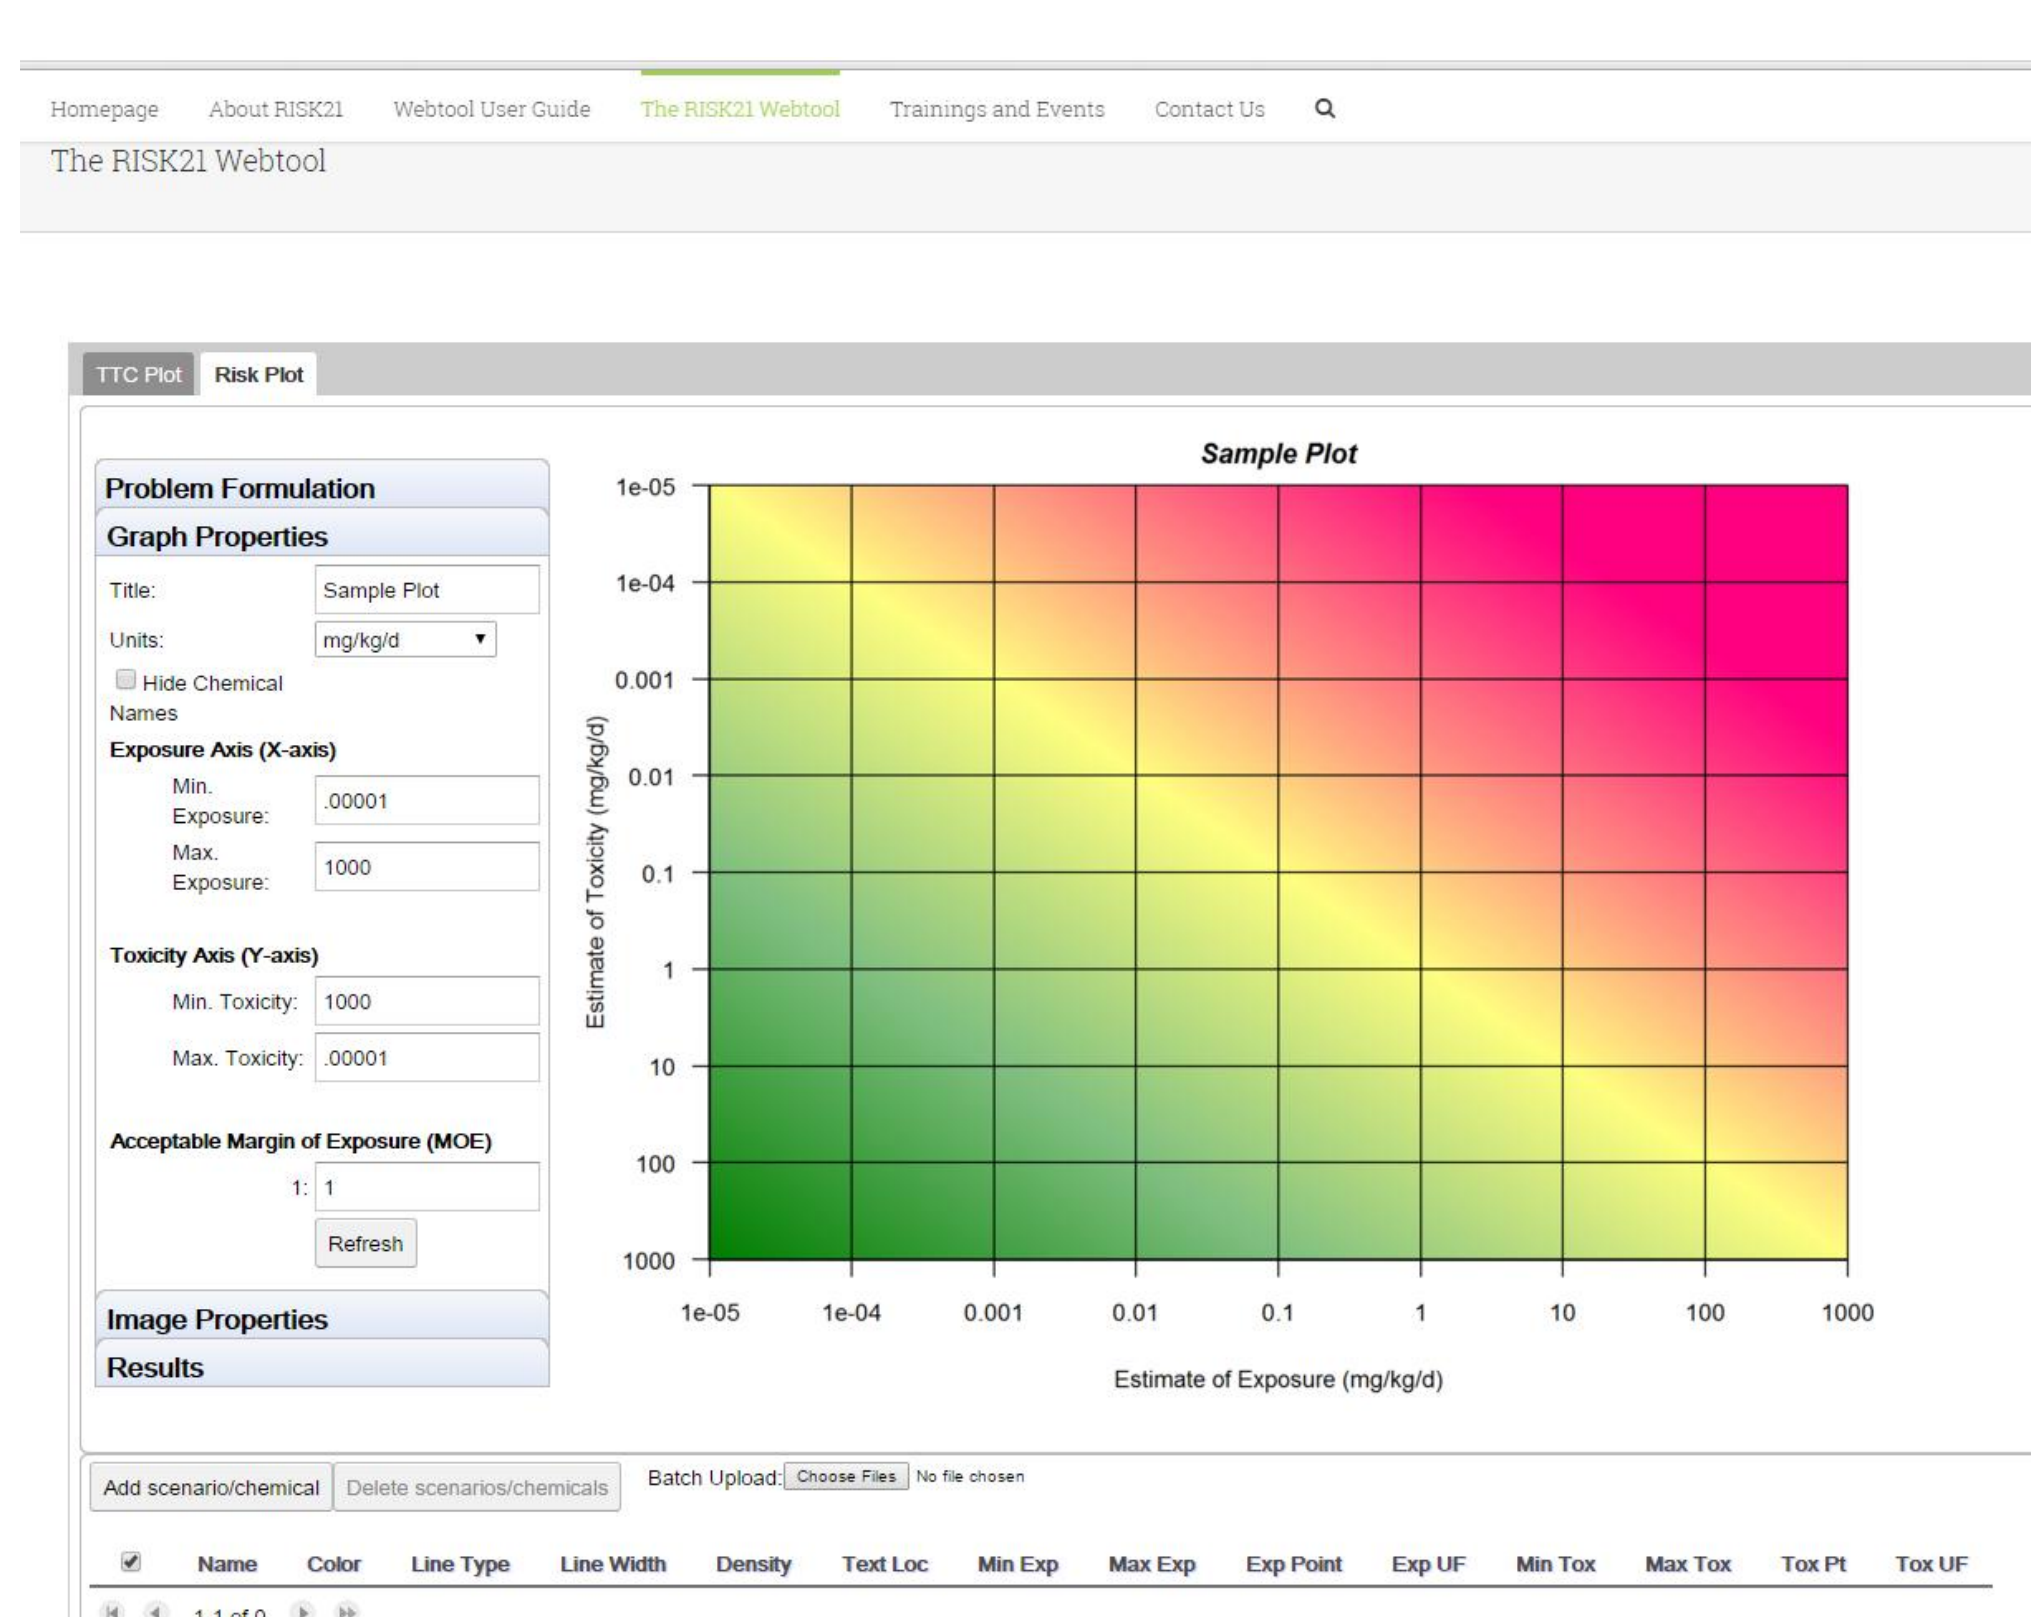 Homepage About RISK21 Webtool User Guide The RISK21 Webtool Trainings and Events Contact Us
The RISK21 Webtool
TTC Plot Risk Plot
Problem Formulation
Graph Properties
Title: Sample Plot
Units: mg/kg/d
Hide Chemical
Names
Exposure Axis (X-axis)
Min.
Exposure: .00001
Max.
Exposure: 1000
Toxicity Axis (Y-axis)
Min. Toxicity: 1000
Max. Toxicity: .00001
Acceptable Margin of Exposure (MOE)
1: 1
Refresh
Image Properties
Results
Sample Plot
Estimate of Toxicity (mg/kg/d)
1e-05
1e-04
0.001
0.01
0.1
1
10
100
1000
1e-05 1e-04 0.001 0.01 0.1 1 10 100 1000
Estimate of Exposure (mg/kg/d)
Add scenario/chemical Delete scenarios/chemicals Batch Upload: Choose Files No file chosen
Name Color Line Type Line Width Density Text Loc Min Exp Max Exp Exp Point Exp UF Min Tox Max Tox Tox Pt Tox UF
1-1 of 0